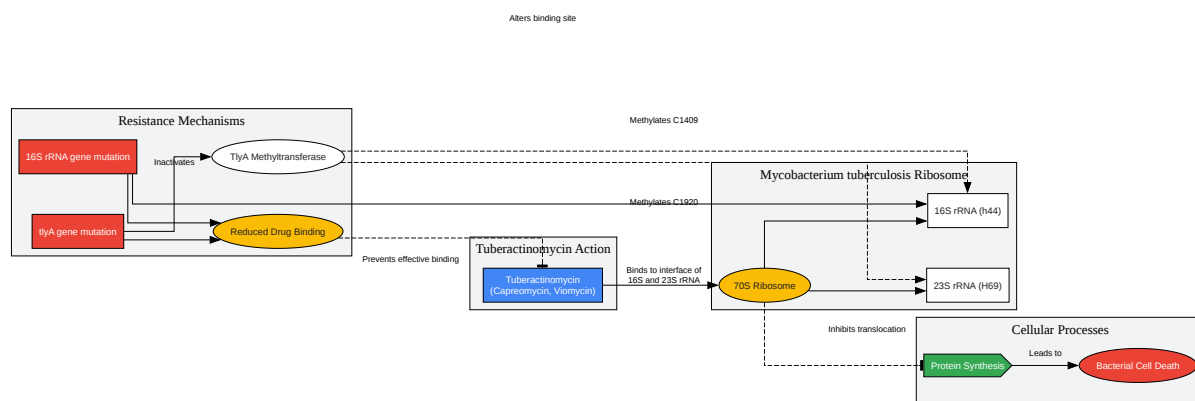 Alters binding site
Resistance Mechanisms
Methylates C1409
16S rRNA gene mutation
Inactivates
TlyA Methyltransferase
Mycobacterium tuberculosis Ribosome
Methylates C1920
16S rRNA (h44)
tlyA gene mutation
Reduced Drug Binding
Prevents effective binding
Tuberactinomycin Action
Tuberactinomycin
(Capreomycin, Viomycin)
Binds to interface of
16S and 23S rRNA
70S Ribosome
23S rRNA (H69)
Inhibits translocation
Cellular Processes
Protein Synthesis
Leads to
Bacterial Cell Death